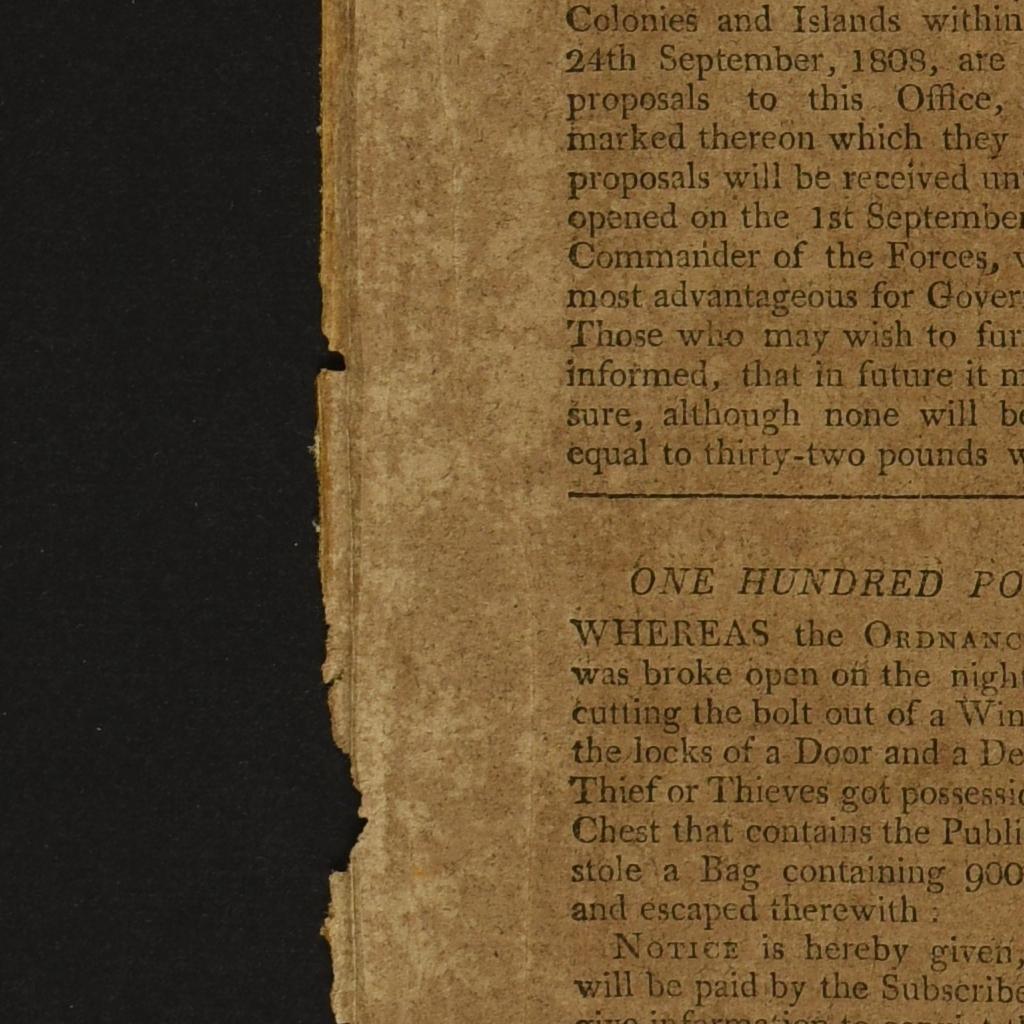 Colonies and Islands within
24th September, 1808, are
proposals to this Office,
marked thereon which they
proposals will be received un
opened on the 1st September
Commander of the Forces,
most advantageous for Gover
Those who may wish to fur
informed, that in future it
sure, although none will be
equal to thirty-two pounds
ONE HUNDRED PO
WHEREAS the ORDNANC
was broke open on the night
cutting the bolt out of a Win
the locks of a Door and a De
Thief or Thieves got possessi
Chest that contains the Publi
stole a Bag containing 900
and escaped therewith :
NOTICE is hereby given,
will be paid by the Subscribe